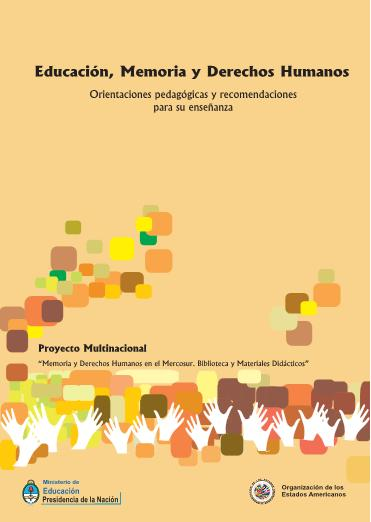 Educación, Memoria y Derechos Humanos
Orientaciones pedagógicas y recomendaciones
para su enseñanza
Proyecto Multinacional
"Memoria y Derechos Humanos en el Mercosur. Biblioteca y Materiales Didácticos"
Ministerio de
Educación
Presidencia de la Nación
Organización de los
Estados Americanos